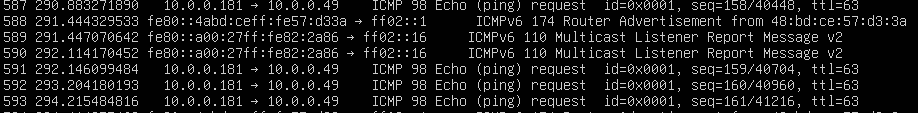 587 290.883271890   10.0.0.181 → 10.0.0.49    ICMP 98 Echo (ping) request  id=0x0001, seq=158/40448, ttl=63
588 291.444329533 fe80::4abd:ceff:fe57:d33a → ff02::1      ICMPv6 174 Router Advertisement from 48:bd:ce:57:d3:3a
589 291.447070642 fe80::a00:27ff:fe82:2a86 → ff02::16     ICMPv6 110 Multicast Listener Report Message v2
590 292.114170452 fe80::a00:27ff:fe82:2a86 → ff02::16     ICMPv6 110 Multicast Listener Report Message v2
591 292.146099484   10.0.0.181 → 10.0.0.49    ICMP 98 Echo (ping) request  id=0x0001, seq=159/40704, ttl=63
592 293.204180193   10.0.0.181 → 10.0.0.49    ICMP 98 Echo (ping) request  id=0x0001, seq=160/40960, ttl=63
593 294.215484816   10.0.0.181 → 10.0.0.49    ICMP 98 Echo (ping) request  id=0x0001, seq=161/41216, ttl=63